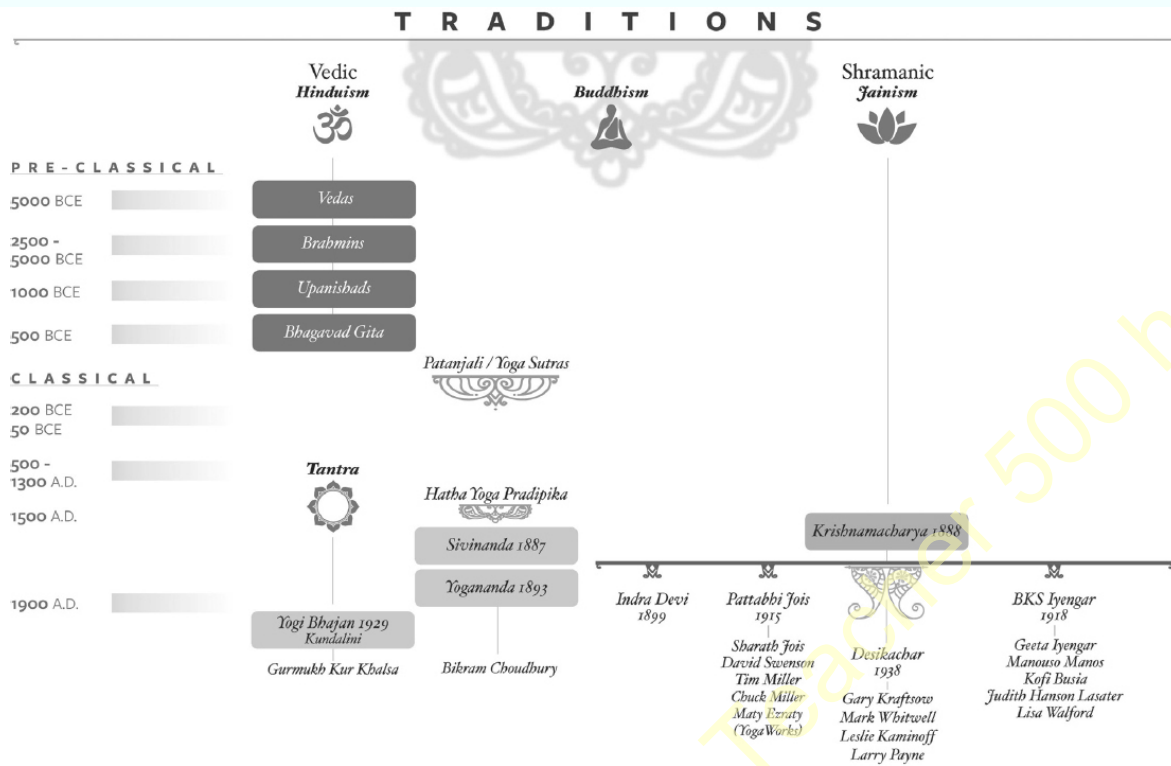 TRADITIONS
Vedic
Hinduism
ॐ
Buddhism
Shramanic
Jainism
PRE-CLASSICAL
5000 BCE
Vedas
2500 -
5000 BCE
Brahmins
1000 BCE
Upanishads
500 BCE
Bhagavad Gita
Patanjali / Yoga Sutras
CLASSICAL
200 BCE
50 BCE
500 -
1300 A.D.
Tantra
1500 A.D.
Hatha Yoga Pradipika
Sivinanda 1887
Krishnamacharya 1888
1900 A.D.
Yogananda 1893
Yogi Bhajan 1929
Kundalini
Gurmukh Kur Khalsa
Bikram Choudhury
Indra Devi
1899
Pattabhi Jois
1915
Sharath Jois
David Swenson
Tim Miller
Chuck Miller
Maty Ezraty
(YogaWorks)
Desikachar
1938
Gary Kraftsow
Mark Whitwell
Leslie Kaminoff
Larry Payne
BKS Iyengar
1918
Geeta Iyengar
Manouso Manos
Kofi Busia
Judith Hanson Lasater
Lisa Walford
Teacher 500 h